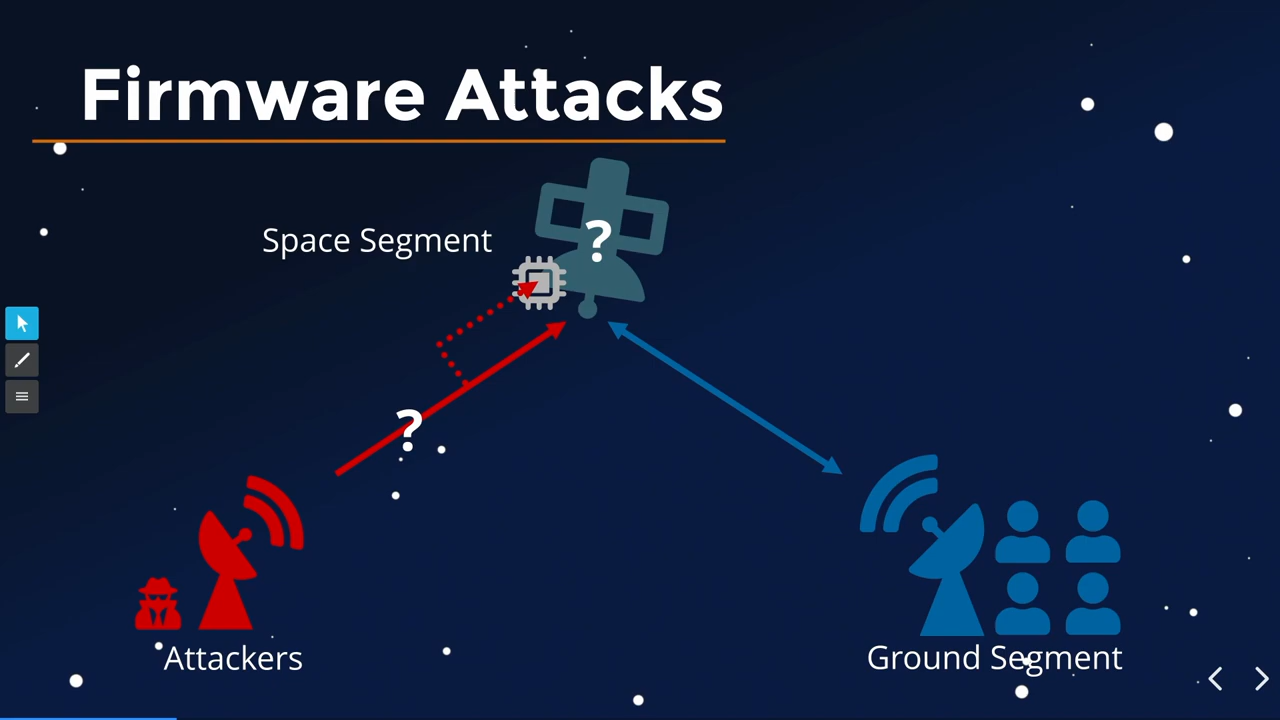 Firmware Attacks
Space Segment
?
?
Attackers
Ground Segment